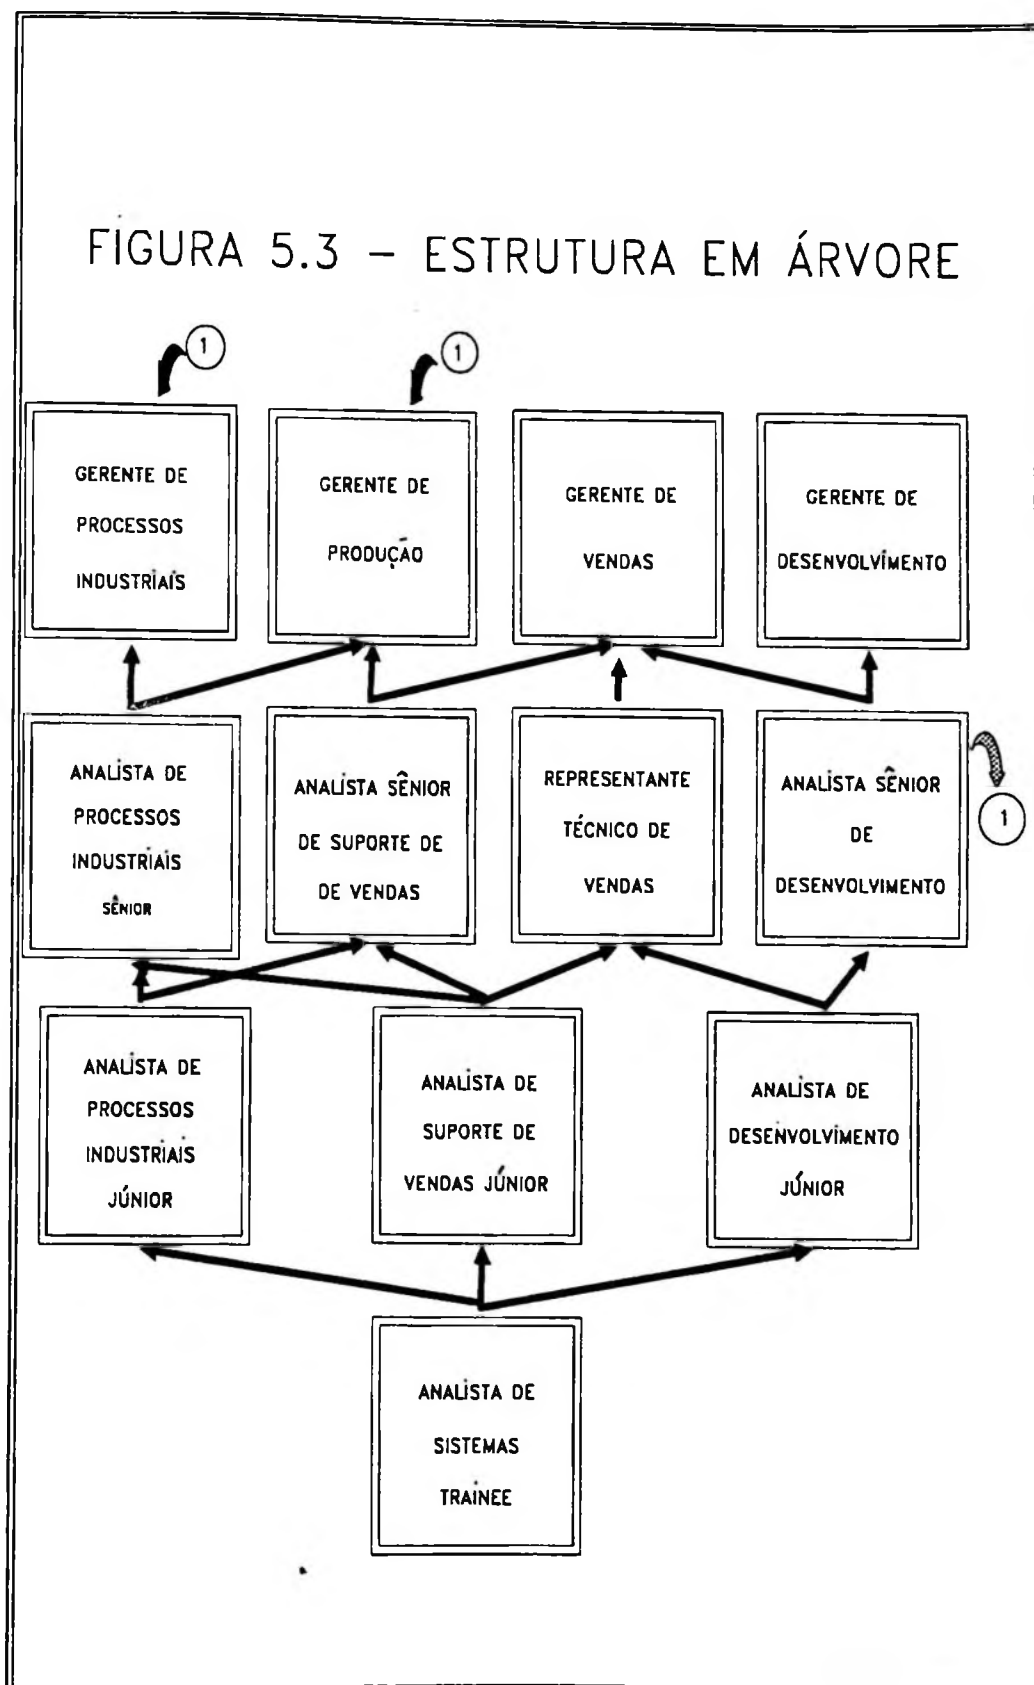 FIGURA 5.3 – ESTRUTURA EM ÁRVORE
1
1
GERENTE DE
PROCESSOS
INDUSTRIAIS
GERENTE DE
PRODUÇÃO
GERENTE DE
VENDAS
GERENTE DE
DESENVOLVIMENTO
ANALISTA DE
PROCESSOS
INDUSTRIAIS
SÊNIOR
ANALISTA SÊNIOR
DE SUPORTE DE
DE VENDAS
REPRESENTANTE
TÉCNICO DE
VENDAS
ANALISTA SÊNIOR
DE
DESENVOLVIMENTO
1
ANALISTA DE
PROCESSOS
INDUSTRIAIS
JÚNIOR
ANALISTA DE
SUPORTE DE
VENDAS JÚNIOR
ANALISTA DE
DESENVOLVIMENTO
JÚNIOR
ANALISTA DE
SISTEMAS
TRAINEE